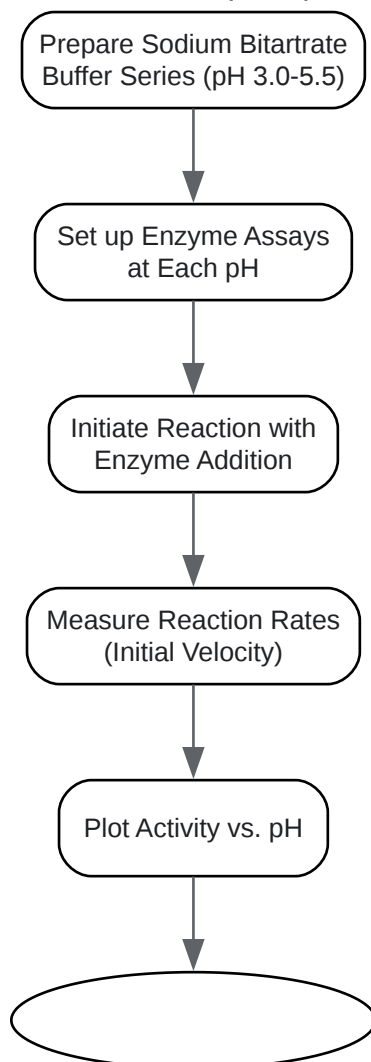 Prepare Sodium Bitartrate
Buffer Series (pH 3.0-5.5)
Set up Enzyme Assays
at Each pH
Initiate Reaction with
Enzyme Addition
Measure Reaction Rates
(Initial Velocity)
Plot Activity vs. pH